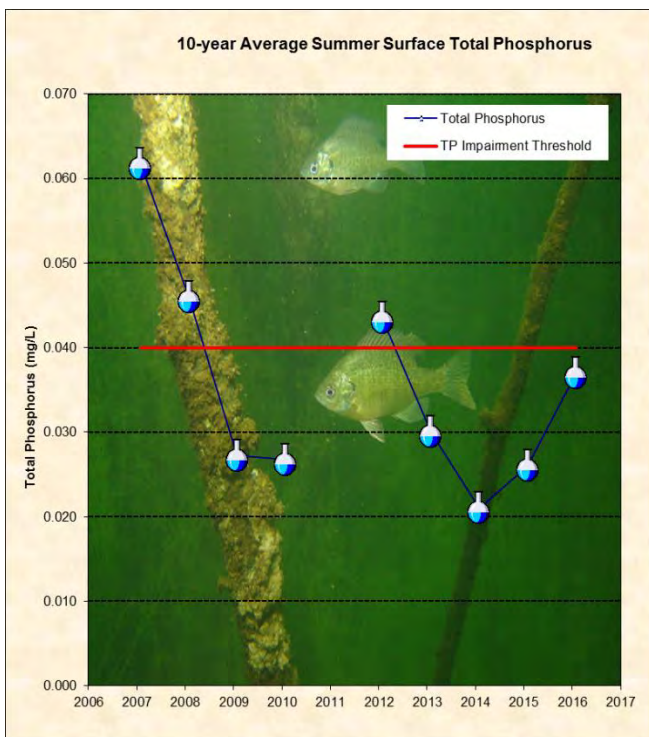 10-year Average Summer Surface Total Phosphorus
0.070
Total Phosphorus
TP Impairment Threshold
0.060
0.050
0.040
0.030
0.020
0.010
0.000
Total Phosphorus (mg/L)
2006 2007 2008 2009 2010 2011 2012 2013 2014 2015 2016 2017